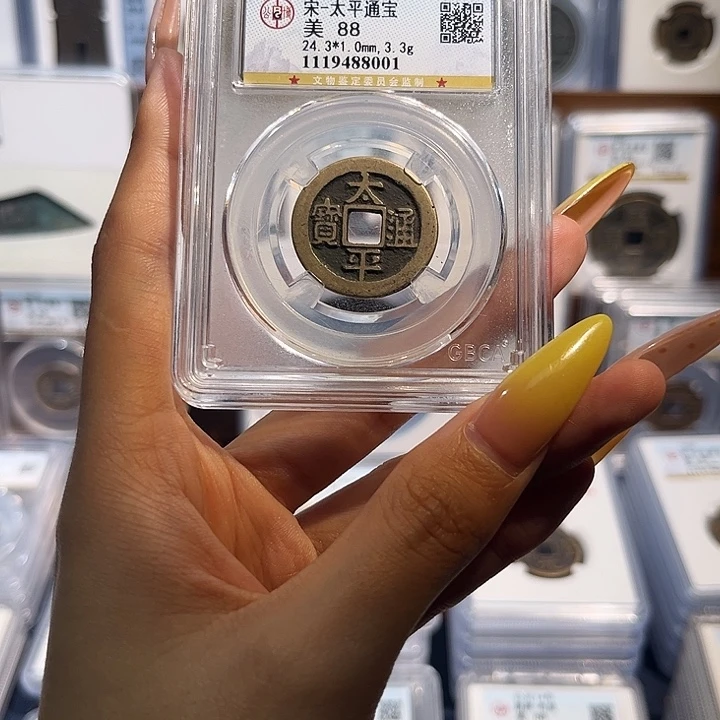 宋-太平通宝
美 88
24.3*1.0mm,3.3g
1119488001
★ 文物鉴定委员会监制 ★
太
寳 通
平
GBCA